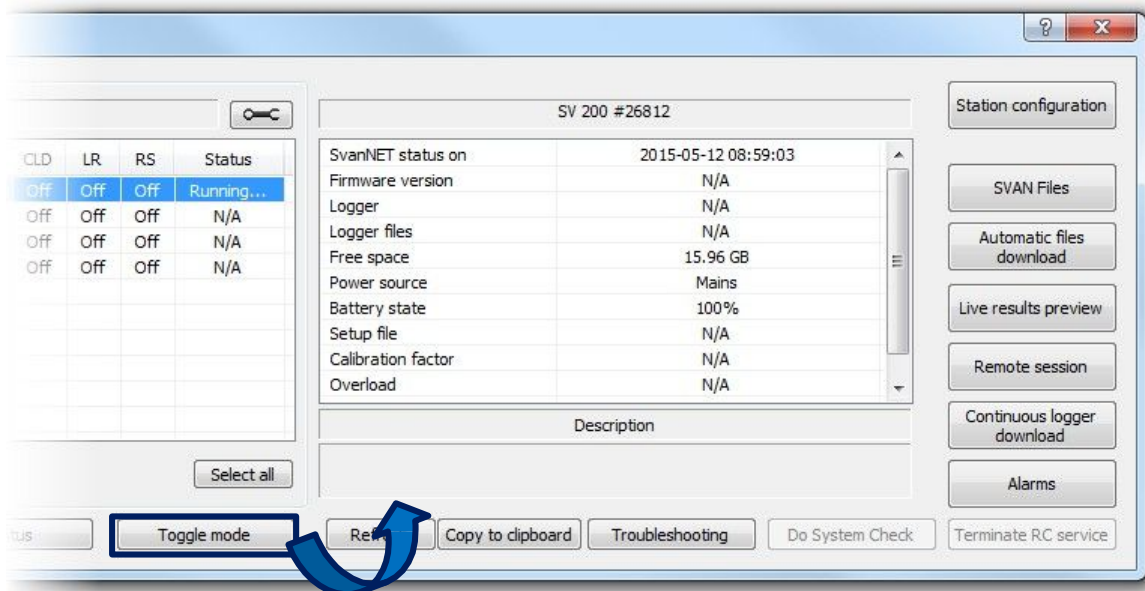 SV 200 #26812
Station configuration
CLD LR RS Status
Off Off Off Running...
Off Off Off N/A
Off Off Off N/A
Off Off Off N/A
SvanNET status on 2015-05-12 08:59:03
Firmware version N/A
Logger N/A
Logger files N/A
Free space 15.96 GB
Power source Mains
Battery state 100%
Setup file N/A
Calibration factor N/A
Overload N/A
Description
SVAN Files
Automatic files
download
Live results preview
Remote session
Continuous logger
download
Alarms
Select all
Toggle mode
Copy to clipboard
Troubleshooting
Do System Check
Terminate RC service